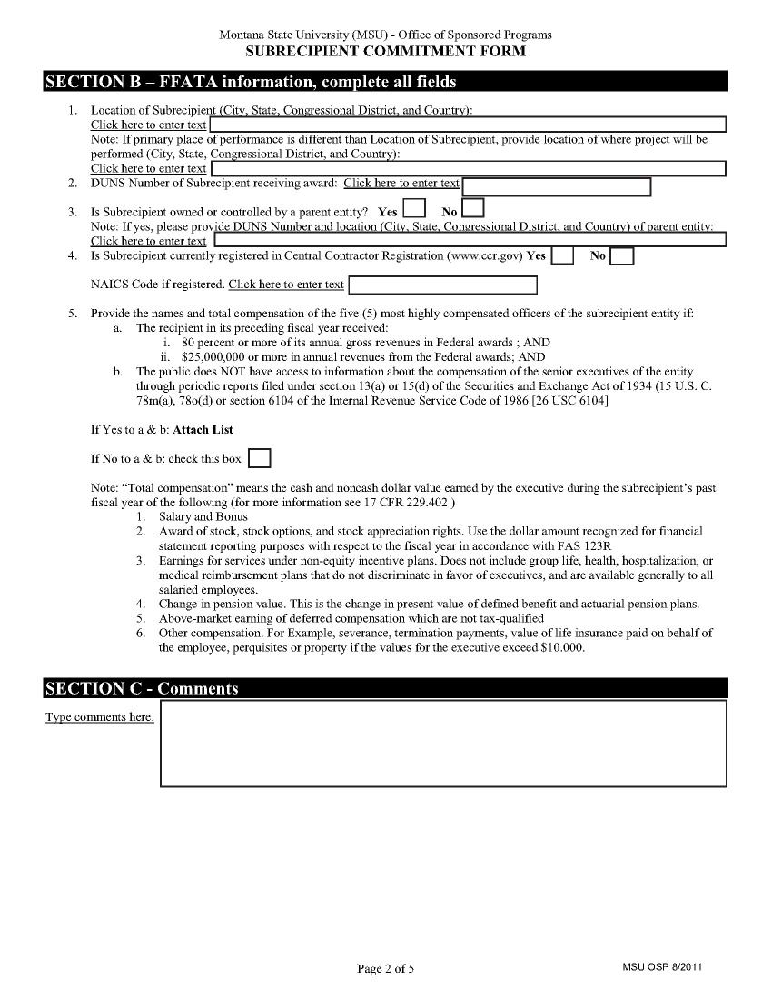 Montana State University (MSU) - Office of Sponsored Programs
SUBRECIPIENT COMMITMENT FORM
SECTION B – FFATA information, complete all fields
1. Location of Subrecipient (City, State, Congressional District, and Country):
Click here to enter text
Note: If primary place of performance is different than Location of Subrecipient, provide location of where project will be
performed (City, State, Congressional District, and Country):
Click here to enter text
2. DUNS Number of Subrecipient receiving award: Click here to enter text
3. Is Subrecipient owned or controlled by a parent entity? Yes No
Note: If yes, please provide DUNS Number and location (City, State, Congressional District, and Country) of parent entity:
Click here to enter text
4. Is Subrecipient currently registered in Central Contractor Registration (www.ccr.gov) Yes No
NAICS Code if registered. Click here to enter text
5. Provide the names and total compensation of the five (5) most highly compensated officers of the subrecipient entity if:
a. The recipient in its preceding fiscal year received:
i. 80 percent or more of its annual gross revenues in Federal awards ; AND
ii. $25,000,000 or more in annual revenues from the Federal awards; AND
b. The public does NOT have access to information about the compensation of the senior executives of the entity
through periodic reports filed under section 13(a) or 15(d) of the Securities and Exchange Act of 1934 (15 U.S. C.
78m(a), 78o(d) or section 6104 of the Internal Revenue Service Code of 1986 [26 USC 6104]
If Yes to a & b: Attach List
If No to a & b: check this box
Note: “Total compensation” means the cash and noncash dollar value earned by the executive during the subrecipient’s past
fiscal year of the following (for more information see 17 CFR 229.402 )
1. Salary and Bonus
2. Award of stock, stock options, and stock appreciation rights. Use the dollar amount recognized for financial
statement reporting purposes with respect to the fiscal year in accordance with FAS 123R
3. Earnings for services under non-equity incentive plans. Does not include group life, health, hospitalization, or
medical reimbursement plans that do not discriminate in favor of executives, and are available generally to all
salaried employees.
4. Change in pension value. This is the change in present value of defined benefit and actuarial pension plans.
5. Above-market earning of deferred compensation which are not tax-qualified
6. Other compensation. For Example, severance, termination payments, value of life insurance paid on behalf of
the employee, perquisites or property if the values for the executive exceed $10.000.
SECTION C - Comments
Type comments here.
Page 2 of 5
MSU OSP 8/2011